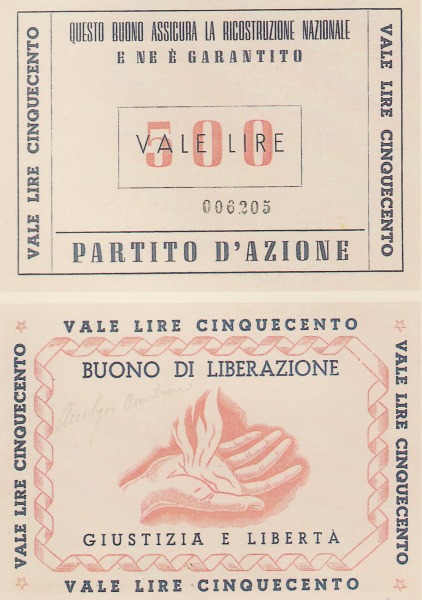 QUESTO BUONO ASSICURA LA RICOSTRUZIONE NAZIONALE
E NE È GARANTITO
VALE LIRE CINQUECENTO
500
VALE LIRE
006205
VALE LIRE CINQUECENTO
PARTITO D'AZIONE
VALE LIRE CINQUECENTO
BUONO DI LIBERAZIONE
VALE LIRE CINQUECENTO
VALE LIRE CINQUECENTO
GIUSTIZIA E LIBERTÀ
VALE LIRE CINQUECENTO